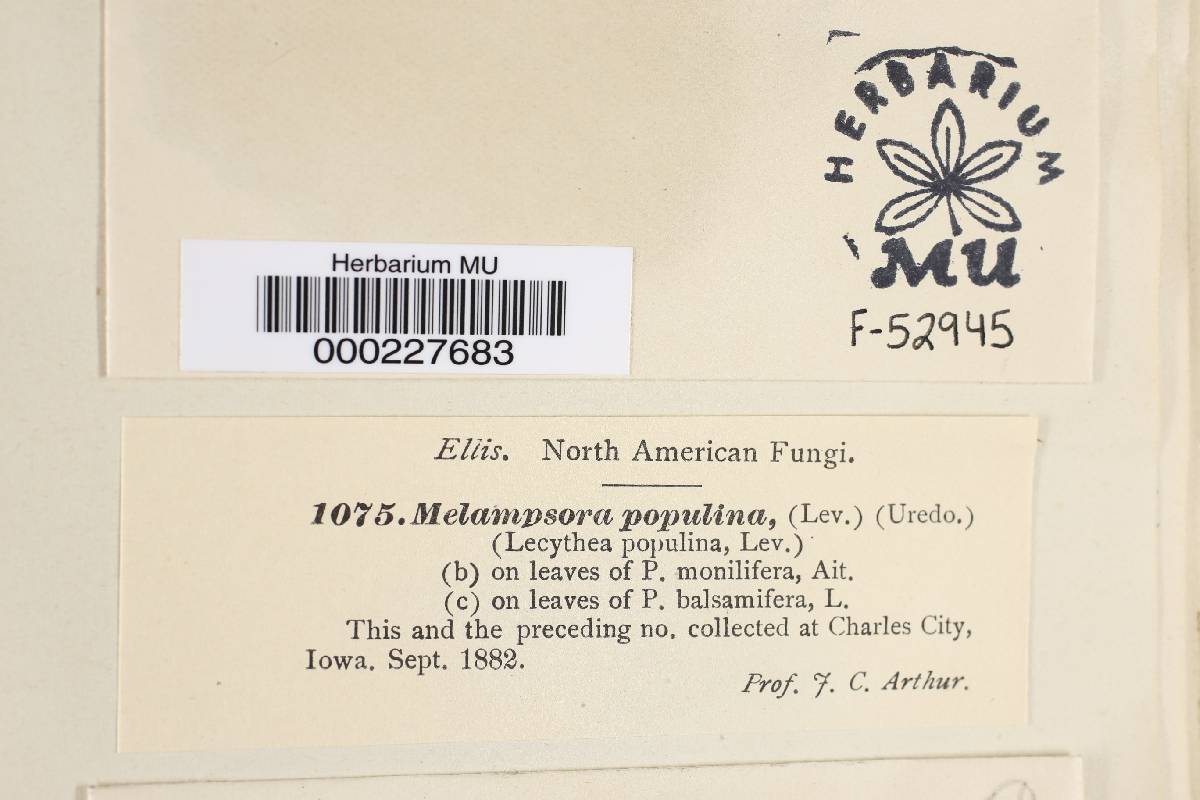 HERBARIUM
MU
F-52945
Herbarium MU
000227683
Ellis. North American Fungi.
1075. Melampsora populina, (Lev.) (Uredo.)
(Lecythea populina, Lev.)
(b) on leaves of P. monilifera, Ait.
(c) on leaves of P. balsamifera, L.
This and the preceding no. collected at Charles City,
Iowa. Sept. 1882.
Prof. J. C. Arthur.